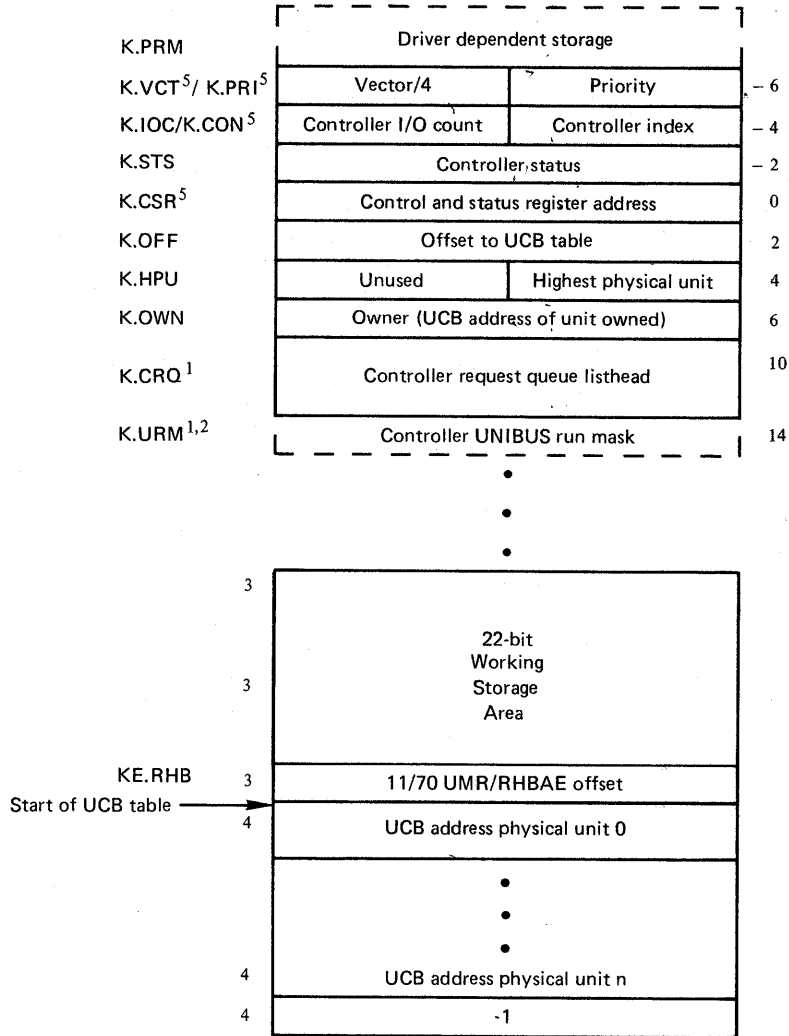 K.PRM Driver dependent storage
K.VCT⁵/ K.PRI⁵ Vector/4 Priority – 6
K.IOC/K.CON⁵ Controller I/O count Controller index – 4
K.STS Controller status – 2
K.CSR⁵ Control and status register address 0
K.OFF Offset to UCB table 2
K.HPU Unused Highest physical unit 4
K.OWN Owner (UCB address of unit owned) 6
K.CRQ¹ Controller request queue listhead 10
K.URM¹,² Controller UNIBUS run mask 14
3
22-bit
Working
3 Storage
Area
KE.RHB 3 11/70 UMR/RHBAE offset
Start of UCB table
4 UCB address physical unit 0
4 UCB address physical unit n
4 -1